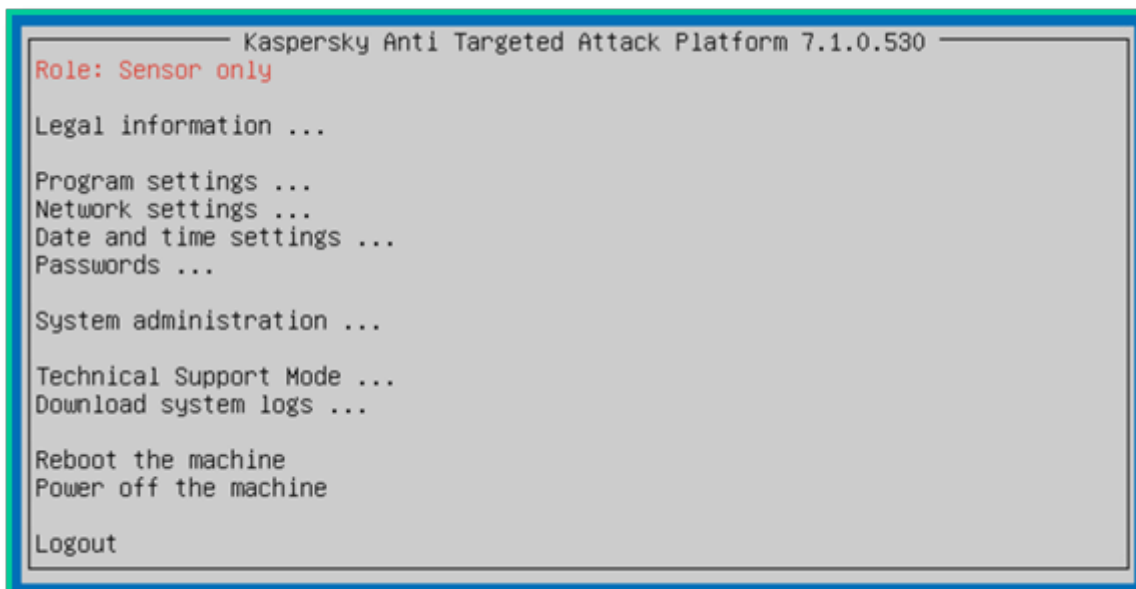 Kaspersky Anti Targeted Attack Platform 7.1.0.530
Role: Sensor only
Legal information ...
Program settings ...
Network settings ...
Date and time settings ...
Passwords ...
System administration ...
Technical Support Mode ...
Download system logs ...
Reboot the machine
Power off the machine
Logout